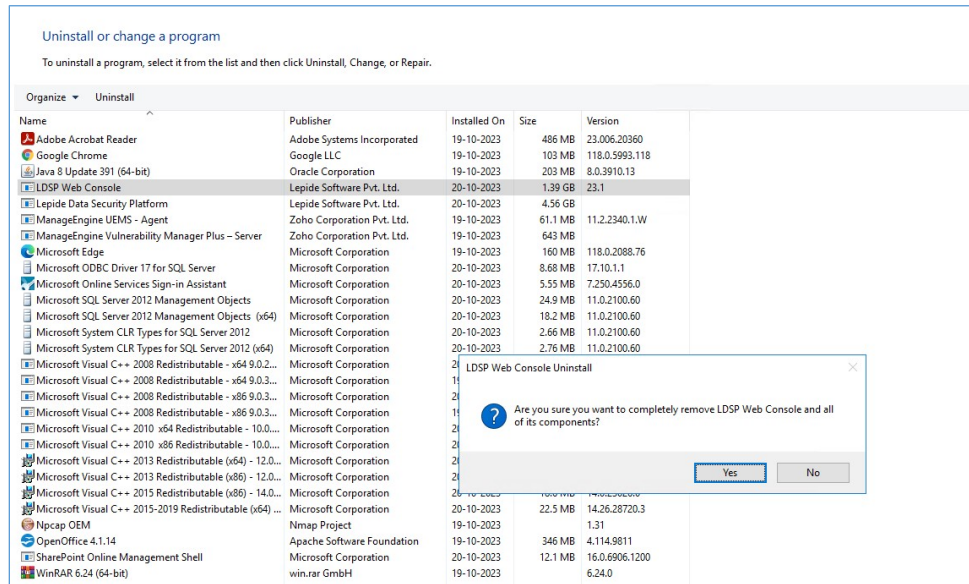 Uninstall or change a program
To uninstall a program, select it from the list and then click Uninstall, Change, or Repair.
Organize Uninstall
Name Publisher Installed On Size Version
Adobe Acrobat Reader Adobe Systems Incorporated 19-10-2023 486 MB 23.006.20360
Google Chrome Google LLC 19-10-2023 103 MB 118.0.5993.118
Java 8 Update 391 (64-bit) Oracle Corporation 19-10-2023 203 MB 8.0.3910.13
LDSP Web Console Lepide Software Pvt. Ltd. 20-10-2023 1.39 GB 23.1
Lepide Data Security Platform Lepide Software Pvt. Ltd. 20-10-2023 4.56 GB
ManageEngine UEMS - Agent Zoho Corporation Pvt. Ltd. 19-10-2023 61.1 MB 11.2.2340.1.W
ManageEngine Vulnerability Manager Plus – Server Zoho Corporation Pvt. Ltd. 19-10-2023 643 MB
Microsoft Edge Microsoft Corporation 19-10-2023 160 MB 118.0.2088.76
Microsoft ODBC Driver 17 for SQL Server Microsoft Corporation 20-10-2023 8.68 MB 17.10.1.1
Microsoft Online Services Sign-in Assistant Microsoft Corporation 20-10-2023 5.55 MB 7.250.4556.0
Microsoft SQL Server 2012 Management Objects Microsoft Corporation 20-10-2023 24.9 MB 11.0.2100.60
Microsoft SQL Server 2012 Management Objects (x64) Microsoft Corporation 20-10-2023 18.2 MB 11.0.2100.60
Microsoft System CLR Types for SQL Server 2012 Microsoft Corporation 20-10-2023 2.66 MB 11.0.2100.60
Microsoft System CLR Types for SQL Server 2012 (x64) Microsoft Corporation 20-10-2023 2.76 MB 11.0.2100.60
Microsoft Visual C++ 2008 Redistributable - x64 9.0.2... Microsoft Corporation
Microsoft Visual C++ 2008 Redistributable - x64 9.0.3... Microsoft Corporation
Microsoft Visual C++ 2008 Redistributable - x86 9.0.3... Microsoft Corporation
Microsoft Visual C++ 2008 Redistributable - x86 9.0.3... Microsoft Corporation
Microsoft Visual C++ 2010 x64 Redistributable - 10.0.... Microsoft Corporation
Microsoft Visual C++ 2010 x86 Redistributable - 10.0.... Microsoft Corporation
Microsoft Visual C++ 2013 Redistributable (x64) - 12.0... Microsoft Corporation
Microsoft Visual C++ 2013 Redistributable (x86) - 12.0... Microsoft Corporation
Microsoft Visual C++ 2015 Redistributable (x86) - 14.0... Microsoft Corporation
Microsoft Visual C++ 2015-2019 Redistributable (x64) ... Microsoft Corporation 20-10-2023 22.5 MB 14.26.28720.3
Npcap OEM Nmap Project 19-10-2023 1.31
OpenOffice 4.1.14 Apache Software Foundation 19-10-2023 346 MB 4.114.9811
SharePoint Online Management Shell Microsoft Corporation 20-10-2023 12.1 MB 16.0.6906.1200
WinRAR 6.24 (64-bit) win.rar GmbH 19-10-2023 6.24.0
LDSP Web Console Uninstall
Are you sure you want to completely remove LDSP Web Console and all
of its components?
Yes No